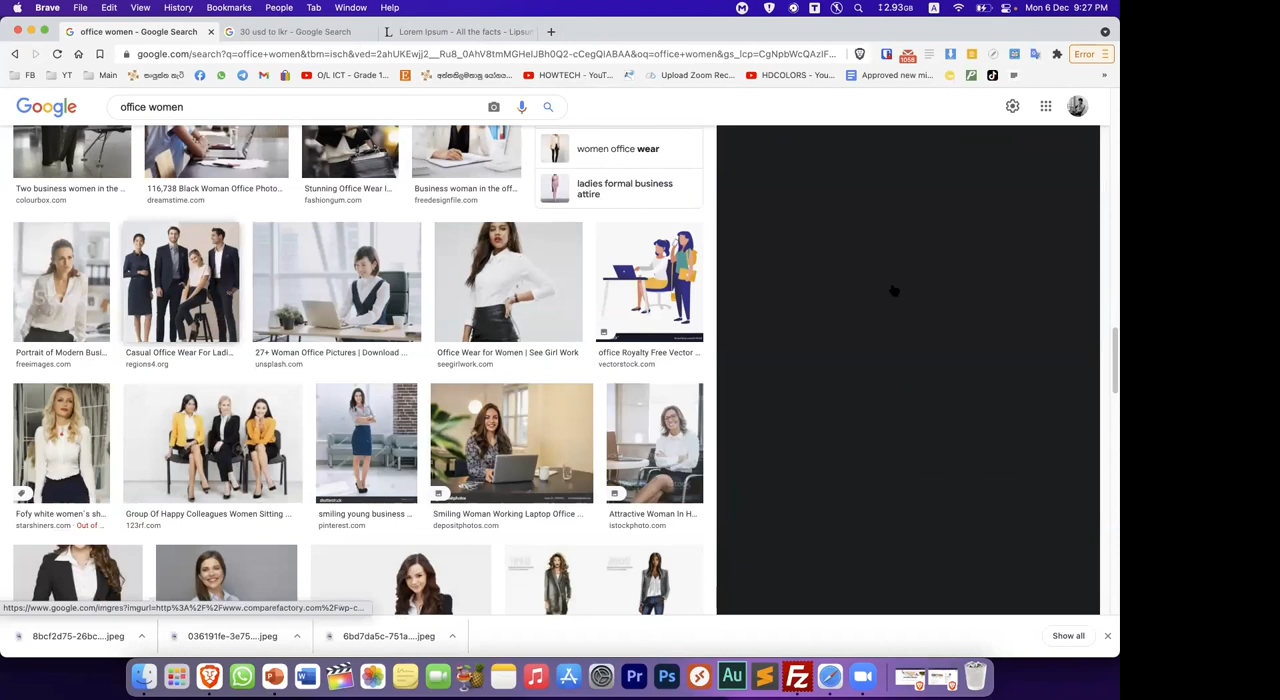 Brave File Edit View History Bookmarks People Tab Window Help 2.93GB A Mon 6 Dec 9:27 PM
office women - Google Search 30 usd to lkr - Google Search Lorem Ipsum - All the facts - Lipsum
google.com/search?q=office+women&tbm=isch&ved=2ahUKEwjj2__Ru8_0AhV8tmMGHeIJBh0Q2-cCegQIABAA&oq=office+women&gs_lcp=CgNpbWcQAzIF... 1058 Error
FB YT Main O/L ICT - Grade 1... HOWTECH - YouT... Upload Zoom Rec... HDCOLORS - You... Approved new mi... »
Google office women
women office wear
ladies formal business
attire
Two business women in the ... 116,738 Black Woman Office Photo... Stunning Office Wear I... Business woman in the off...
colourbox.com dreamstime.com fashiongum.com freedesignfile.com
Portrait of Modern Busi... Casual Office Wear For Ladi... 27+ Woman Office Pictures | Download ... Office Wear for Women | See Girl Work office Royalty Free Vector ...
freeimages.com regions4.org unsplash.com seegirlwork.com vectorstock.com
Fofy white women`s sh... Group Of Happy Colleagues Women Sitting ... smiling young business ... Smiling Woman Working Laptop Office ... Attractive Woman In H...
starshiners.com · Out of ... 123rf.com pinterest.com depositphotos.com istockphoto.com
https://www.google.com/imgres?imgurl=http%3A%2F%2Fwww.comparefactory.com%2Fwp-c...
8bcf2d75-26bc....jpeg 036191fe-3e75....jpeg 6bd7da5c-751a....jpeg Show all
W Pr Ps Au S Fz